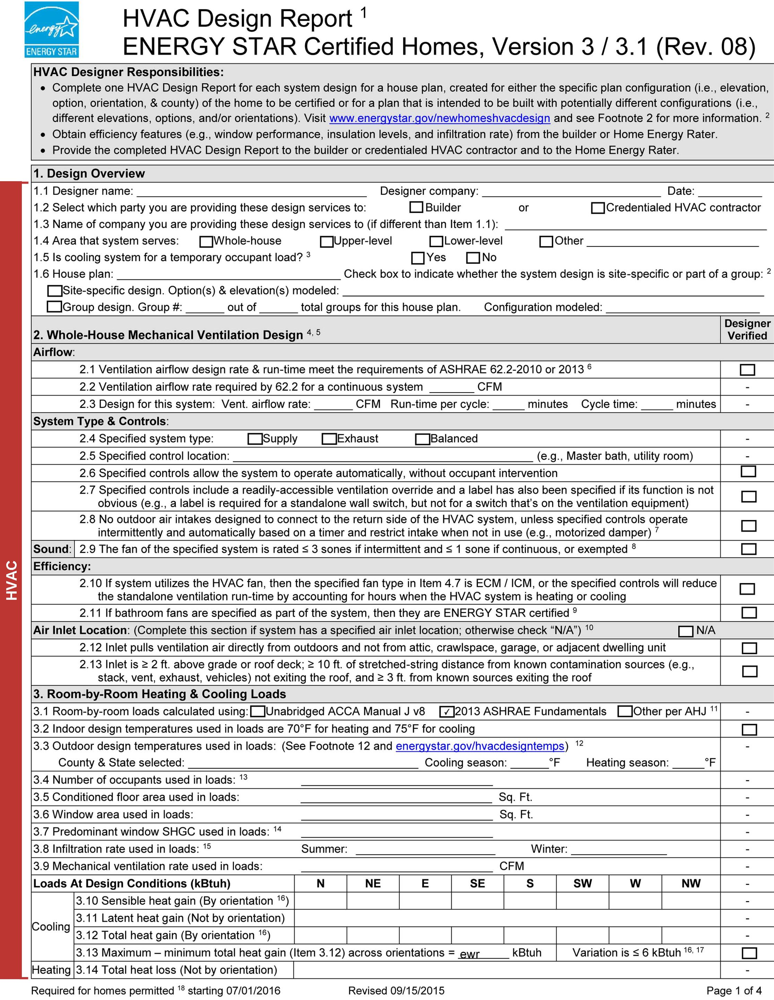 energy
ENERGY STAR
HVAC Design Report 1
ENERGY STAR Certified Homes, Version 3 / 3.1 (Rev. 08)
HVAC Designer Responsibilities:
• Complete one HVAC Design Report for each system design for a house plan, created for either the specific plan configuration (i.e., elevation,
option, orientation, & county) of the home to be certified or for a plan that is intended to be built with potentially different configurations (i.e.,
different elevations, options, and/or orientations). Visit www.energystar.gov/newhomeshvacdesign and see Footnote 2 for more information. 2
• Obtain efficiency features (e.g., window performance, insulation levels, and infiltration rate) from the builder or Home Energy Rater.
• Provide the completed HVAC Design Report to the builder or credentialed HVAC contractor and to the Home Energy Rater.
1. Design Overview
1.1 Designer name: Designer company: Date:
1.2 Select which party you are providing these design services to: Builder or Credentialed HVAC contractor
1.3 Name of company you are providing these design services to (if different than Item 1.1):
1.4 Area that system serves: Whole-house Upper-level Lower-level Other
1.5 Is cooling system for a temporary occupant load? 3 Yes No
1.6 House plan: Check box to indicate whether the system design is site-specific or part of a group: 2
Site-specific design. Option(s) & elevation(s) modeled:
Group design. Group #: out of total groups for this house plan. Configuration modeled:
2. Whole-House Mechanical Ventilation Design 4, 5 Designer Verified
Airflow:
2.1 Ventilation airflow design rate & run-time meet the requirements of ASHRAE 62.2-2010 or 2013 6
2.2 Ventilation airflow rate required by 62.2 for a continuous system CFM -
2.3 Design for this system: Vent. airflow rate: CFM Run-time per cycle: minutes Cycle time: minutes -
System Type & Controls:
2.4 Specified system type: Supply Exhaust Balanced -
2.5 Specified control location: (e.g., Master bath, utility room) -
2.6 Specified controls allow the system to operate automatically, without occupant intervention
2.7 Specified controls include a readily-accessible ventilation override and a label has also been specified if its function is not
obvious (e.g., a label is required for a standalone wall switch, but not for a switch that's on the ventilation equipment)
2.8 No outdoor air intakes designed to connect to the return side of the HVAC system, unless specified controls operate
intermittently and automatically based on a timer and restrict intake when not in use (e.g., motorized damper) 7
Sound: 2.9 The fan of the specified system is rated ≤ 3 sones if intermittent and ≤ 1 sone if continuous, or exempted 8
Efficiency:
2.10 If system utilizes the HVAC fan, then the specified fan type in Item 4.7 is ECM / ICM, or the specified controls will reduce
the standalone ventilation run-time by accounting for hours when the HVAC system is heating or cooling
2.11 If bathroom fans are specified as part of the system, then they are ENERGY STAR certified 9
Air Inlet Location: (Complete this section if system has a specified air inlet location; otherwise check “N/A”) 10 N/A
2.12 Inlet pulls ventilation air directly from outdoors and not from attic, crawlspace, garage, or adjacent dwelling unit
2.13 Inlet is ≥ 2 ft. above grade or roof deck; ≥ 10 ft. of stretched-string distance from known contamination sources (e.g.,
stack, vent, exhaust, vehicles) not exiting the roof, and ≥ 3 ft. from known sources exiting the roof
3. Room-by-Room Heating & Cooling Loads
3.1 Room-by-room loads calculated using: Unabridged ACCA Manual J v8 ✓ 2013 ASHRAE Fundamentals Other per AHJ 11 -
3.2 Indoor design temperatures used in loads are 70°F for heating and 75°F for cooling
3.3 Outdoor design temperatures used in loads: (See Footnote 12 and energystar.gov/hvacdesigntemps) 12 -
County & State selected: Cooling season: °F Heating season: °F
3.4 Number of occupants used in loads: 13 -
3.5 Conditioned floor area used in loads: Sq. Ft. -
3.6 Window area used in loads: Sq. Ft. -
3.7 Predominant window SHGC used in loads: 14 -
3.8 Infiltration rate used in loads: 15 Summer: Winter: -
3.9 Mechanical ventilation rate used in loads: CFM -
Loads At Design Conditions (kBtuh) N NE E SE S SW W NW -
Cooling
3.10 Sensible heat gain (By orientation 16) -
3.11 Latent heat gain (Not by orientation) -
3.12 Total heat gain (By orientation 16) -
3.13 Maximum – minimum total heat gain (Item 3.12) across orientations = ewr kBtuh Variation is ≤ 6 kBtuh 16, 17
Heating 3.14 Total heat loss (Not by orientation) -
HVAC
Required for homes permitted 18 starting 07/01/2016 Revised 09/15/2015 Page 1 of 4